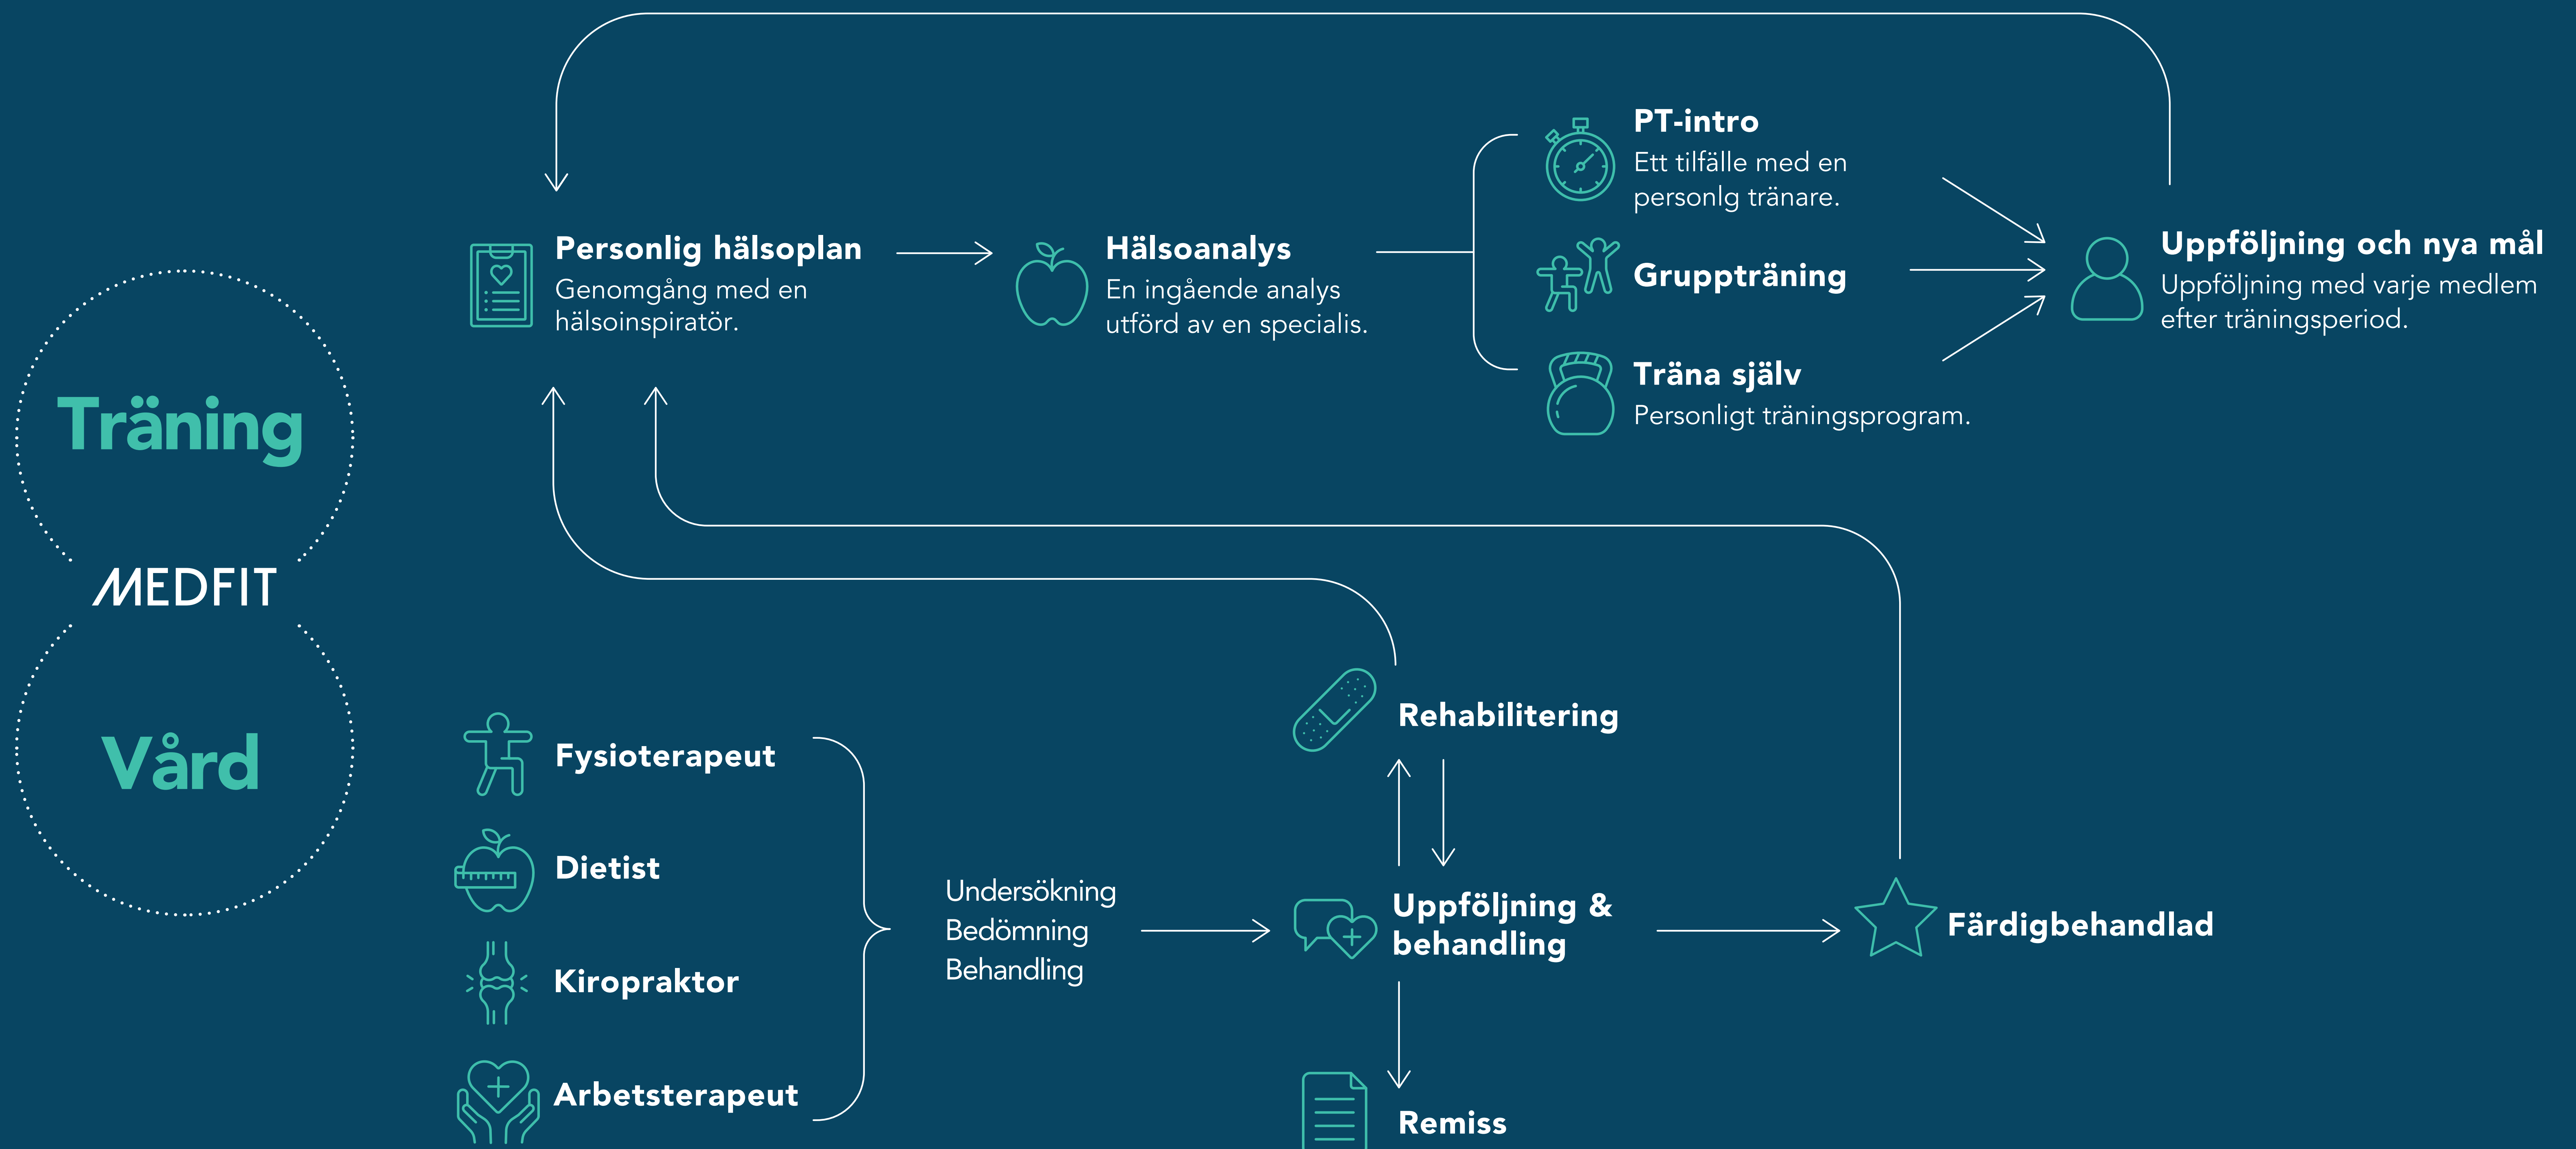 Träning
MEDFIT
Vård
Personlig hälsoplan
Genomgång med en
hälsoinspiratör.
Hälsoanalys
En ingående analys
utförd av en specialis.
PT-intro
Ett tilfälle med en
personlg tränare.
Gruppträning
Träna själv
Personligt träningsprogram.
Uppföljning och nya mål
Uppföljning med varje medlem
efter träningsperiod.
Fysioterapeut
Dietist
Kiropraktor
Arbetsterapeut
Undersökning
Bedömning
Behandling
Rehabilitering
Uppföljning &
behandling
Remiss
Färdigbehandlad